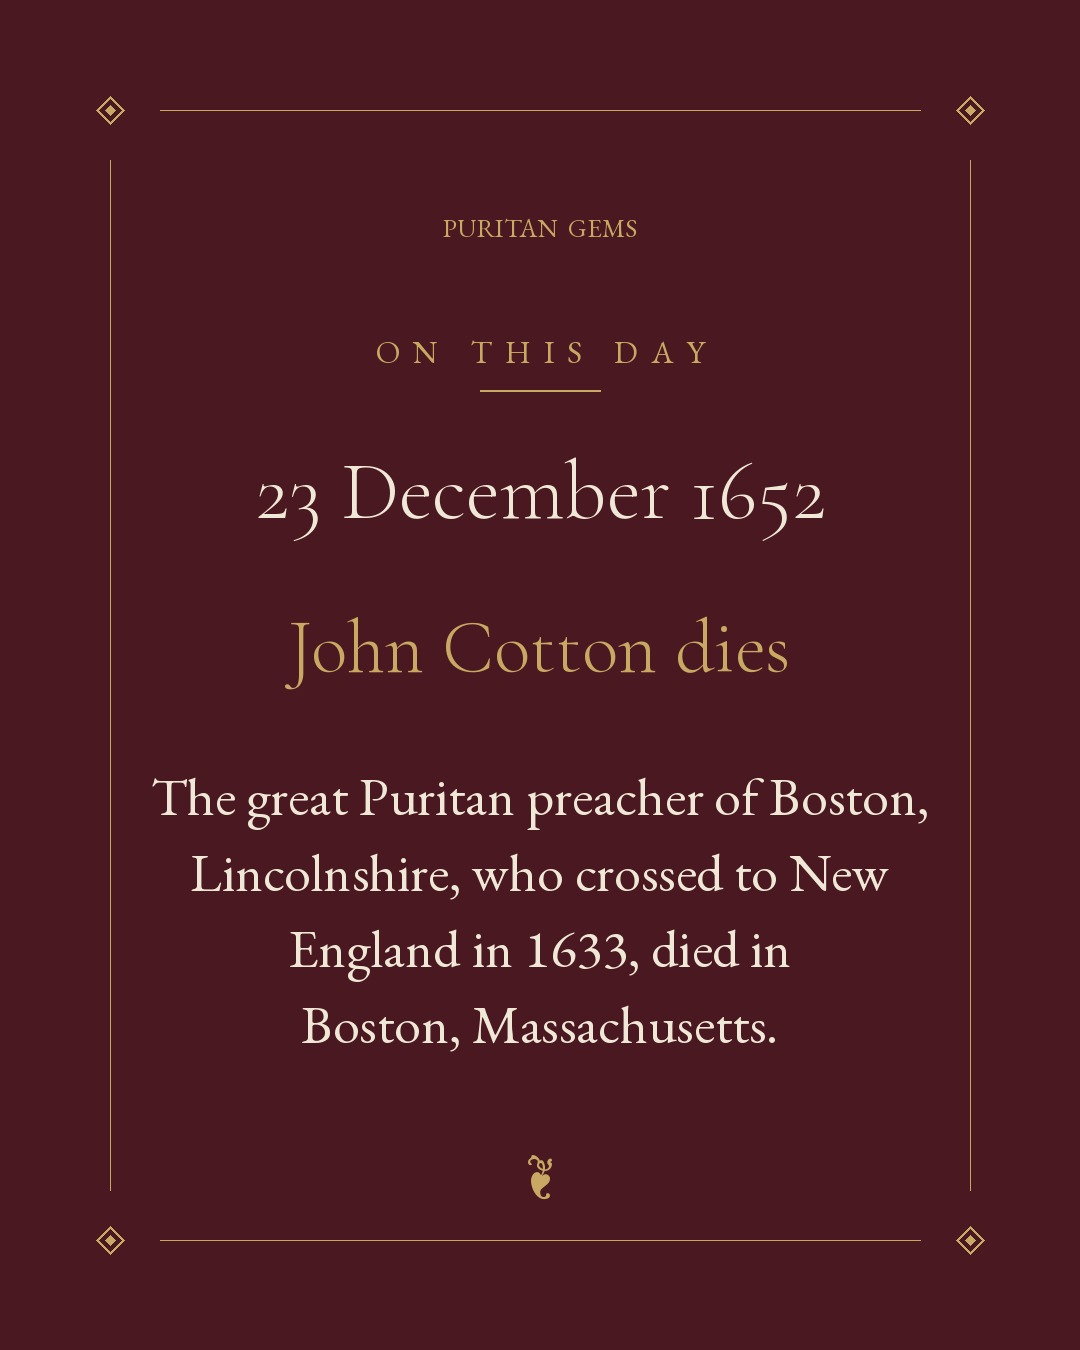 PURITAN GEMS
ON THIS DAY
23 December 1652
John Cotton dies
The great Puritan preacher of Boston,
Lincolnshire, who crossed to New
England in 1633, died in
Boston, Massachusetts.